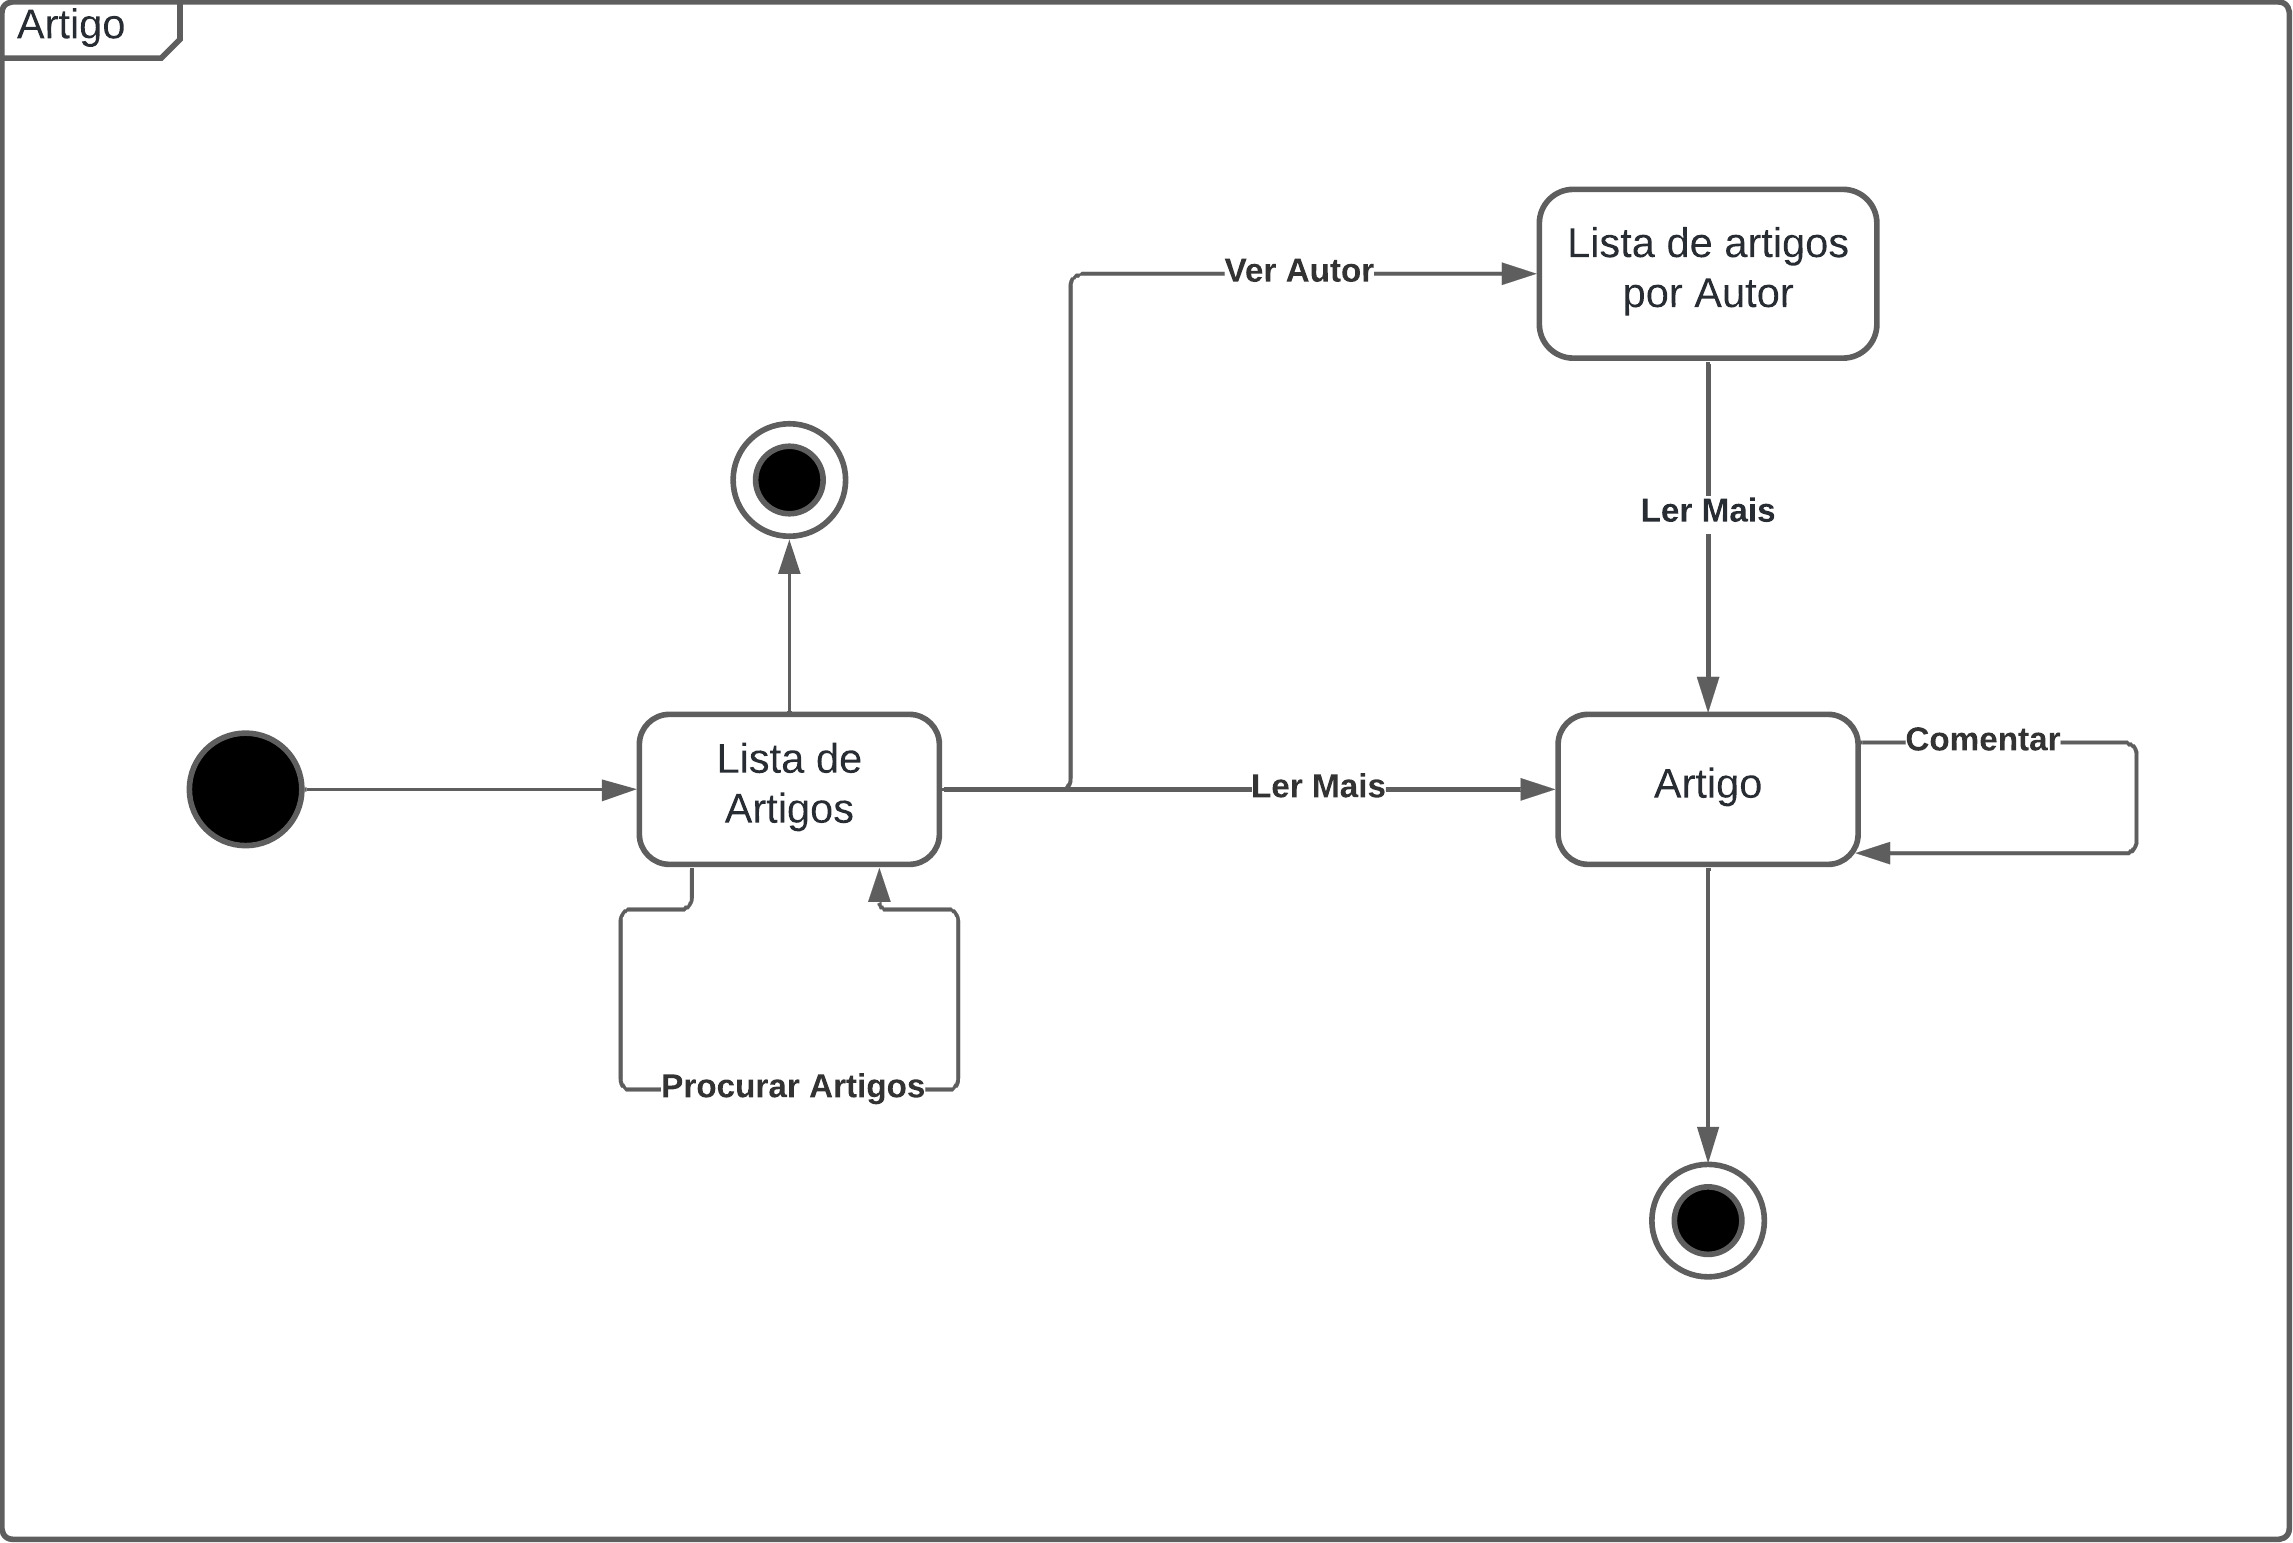 Artigo
Lista de artigos
por Autor
Ver Autor
Ler Mais
Lista de
Artigos
Ler Mais
Artigo
Comentar
Procurar Artigos